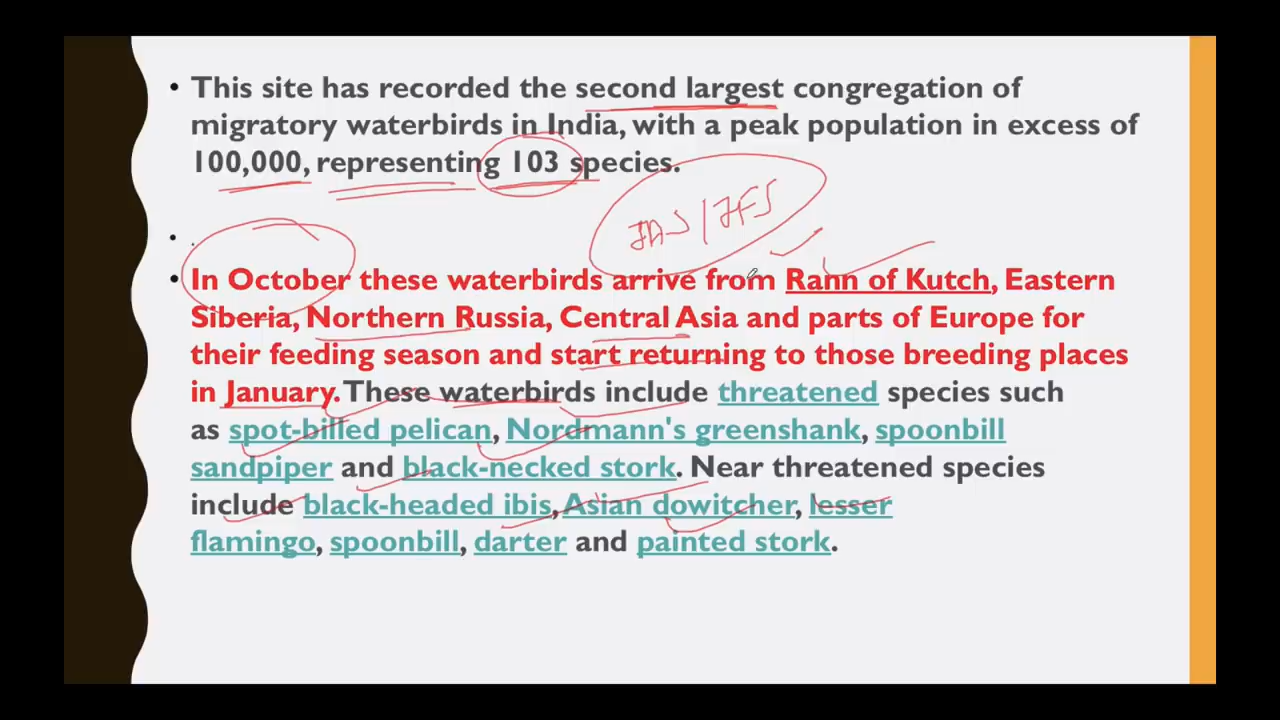 • This site has recorded the second largest congregation of
migratory waterbirds in India, with a peak population in excess of
100,000, representing 103 species.
IAS/IFS
• .
• In October these waterbirds arrive from Rann of Kutch, Eastern
Siberia, Northern Russia, Central Asia and parts of Europe for
their feeding season and start returning to those breeding places
in January. These waterbirds include threatened species such
as spot-billed pelican, Nordmann's greenshank, spoonbill
sandpiper and black-necked stork. Near threatened species
include black-headed ibis, Asian dowitcher, lesser
flamingo, spoonbill, darter and painted stork.